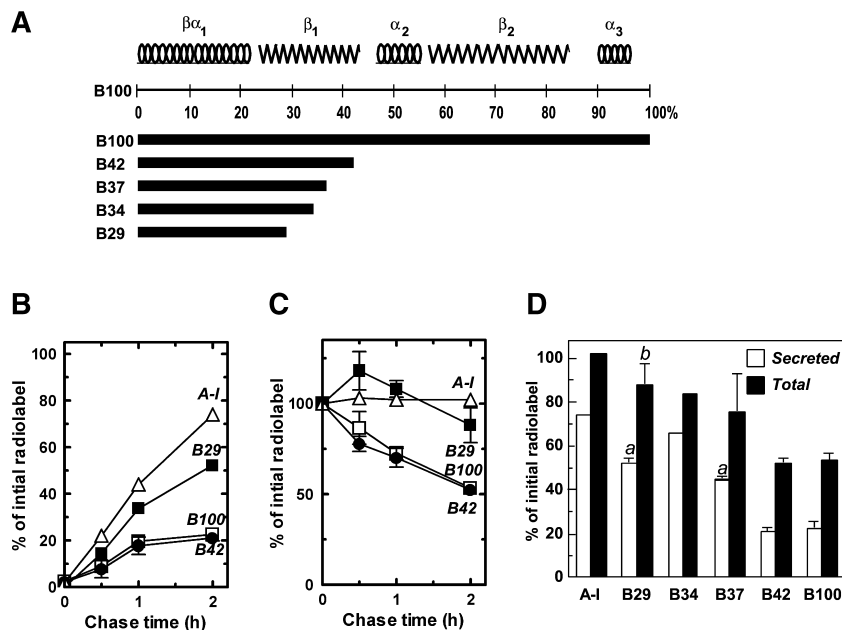 A
βα1 β1 α2 β2 α3
B100
0 10 20 30 40 50 60 70 80 90 100%
B100
B42
B37
B34
B29
B
% of intial radiolabel
100
80
60
40
20
0
A-I
B29
B100
B42
0 1 2
Chase time (h)
C
% of initial radiolabel
100
50
0
A-I
B29
B100
B42
0 1 2
Chase time (h)
D
% of initial radiolabel
100
80
60
40
20
0
Secreted
Total
b
a a
A-I B29 B34 B37 B42 B100